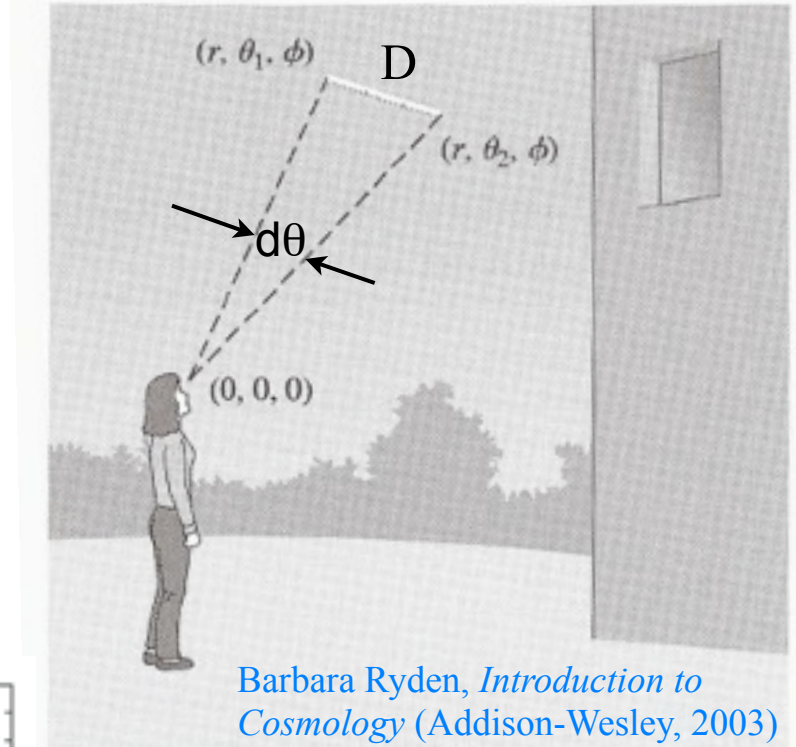 (r, θ₁, ϕ)
D
(r, θ₂, ϕ)
dθ
(0, 0, 0)
Barbara Ryden, Introduction to
Cosmology (Addison-Wesley, 2003)